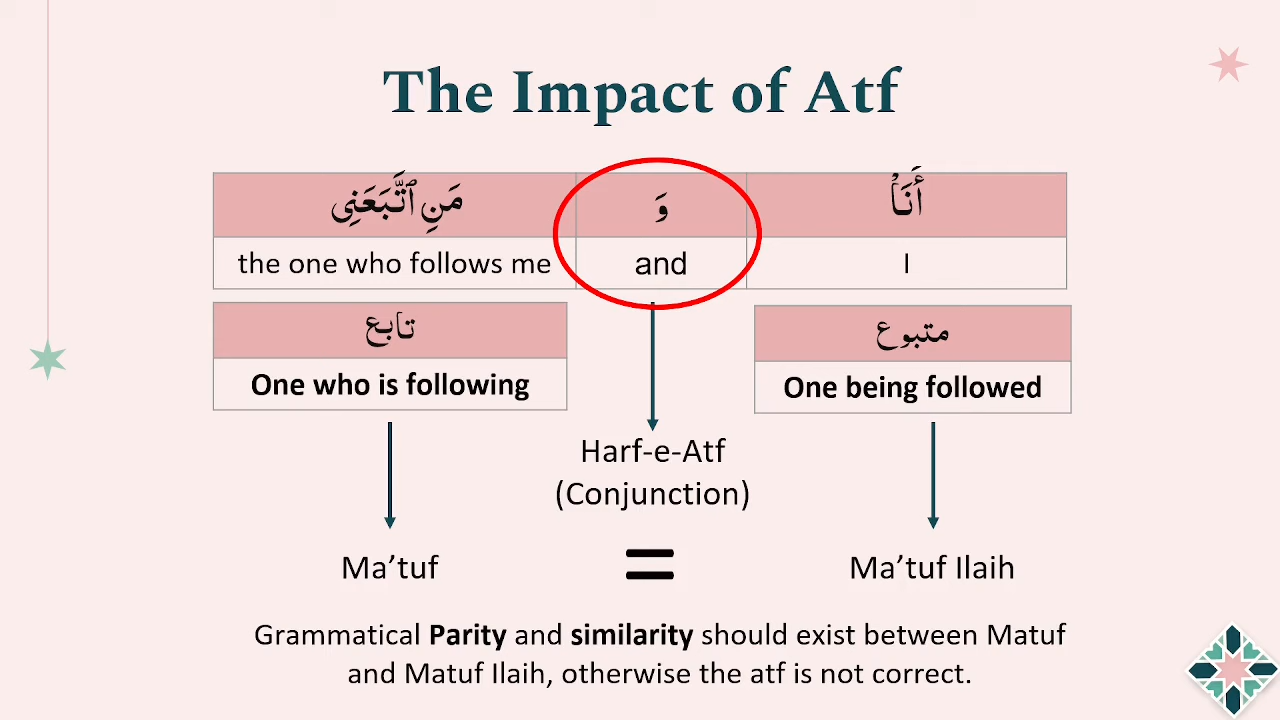 The Impact of Atf
أَنَا۠ وَ مَنِ ٱتَّبَعَنِى
I and the one who follows me
متبوع تابع
One being followed One who is following
Harf-e-Atf
(Conjunction)
Ma’tuf = Ma’tuf Ilaih
Grammatical Parity and similarity should exist between Matuf
and Matuf Ilaih, otherwise the atf is not correct.